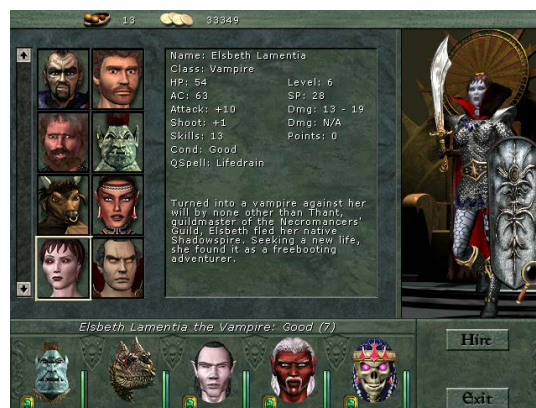 13 33349
Name: Elsbeth Lamentia
Class: Vampire
HP: 54 Level: 6
AC: 63 SP: 28
Attack: +10 Dmg: 13 - 19
Shoot: +1 Dmg: N/A
Skills: 13 Points: 0
Cond: Good
QSpell: Lifedrain
Turned into a vampire against her
will by none other than Thant,
guildmaster of the Necromancers'
Guild, Elsbeth fled her native
Shadowspire. Seeking a new life,
she found it as a freebooting
adventurer.
Elsbeth Lamentia the Vampire: Good (7)
Hire
Exit